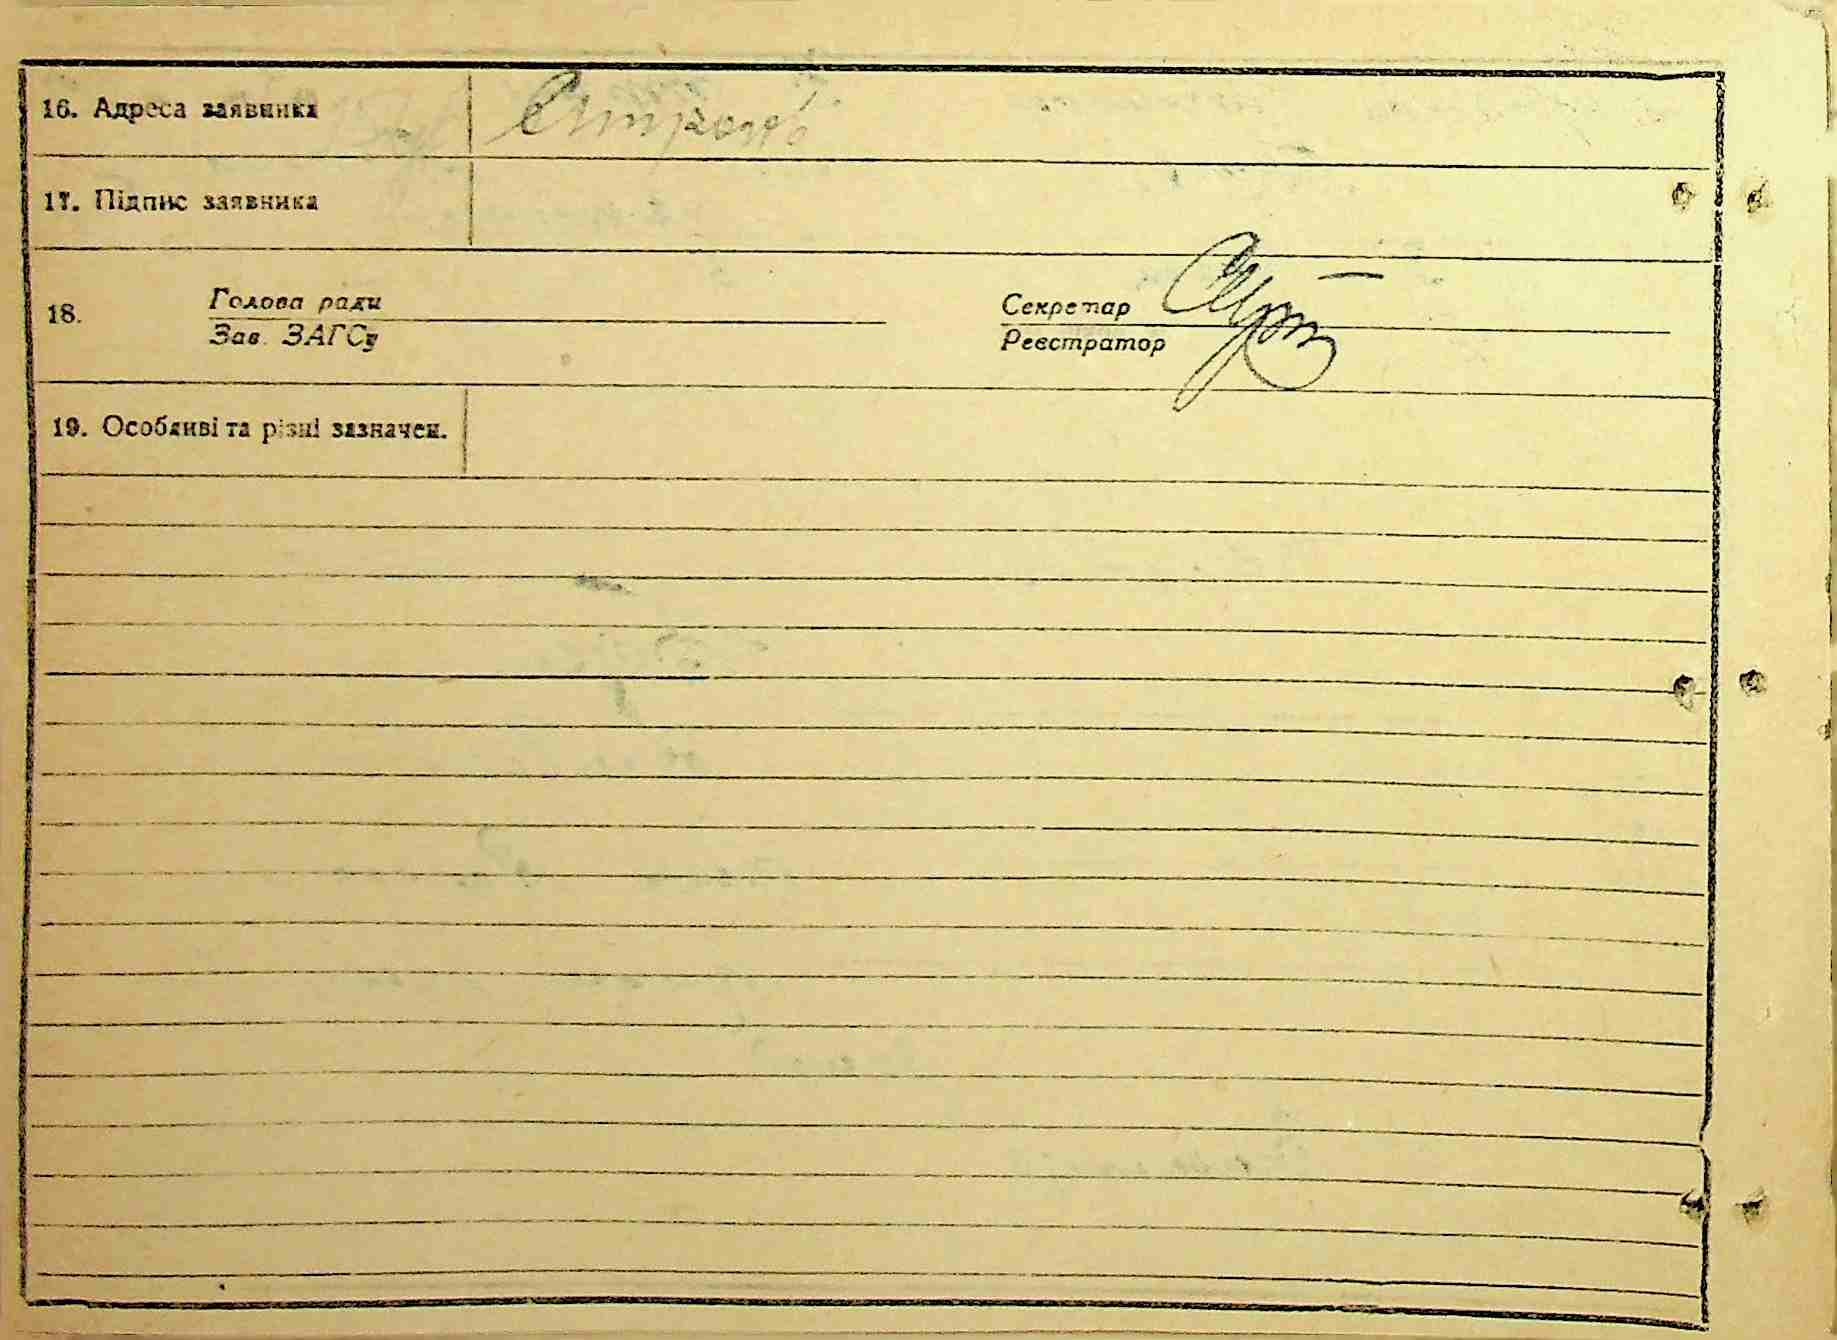 16. Адреса заявника
17. Підпис заявника
18. Голова ради Секретар
Зав. ЗАГСу Реєстратор
19. Особливі та різні зазначен.